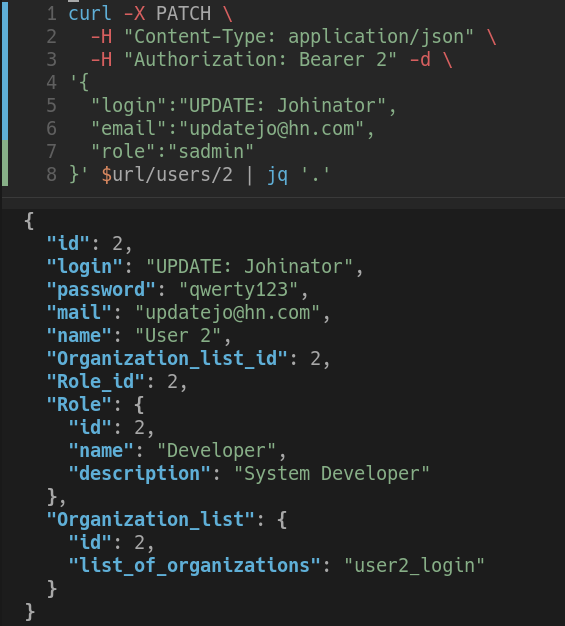 1 curl -X PATCH \
2   -H "Content-Type: application/json" \
3   -H "Authorization: Bearer 2" -d \
4 '{
5   "login":"UPDATE: Johinator",
6   "email":"updatejo@hn.com",
7   "role":"sadmin"
8 }' $url/users/2 | jq '.'
{
  "id": 2,
  "login": "UPDATE: Johinator",
  "password": "qwerty123",
  "mail": "updatejo@hn.com",
  "name": "User 2",
  "Organization_list_id": 2,
  "Role_id": 2,
  "Role": {
    "id": 2,
    "name": "Developer",
    "description": "System Developer"
  },
  "Organization_list": {
    "id": 2,
    "list_of_organizations": "user2_login"
  }
}